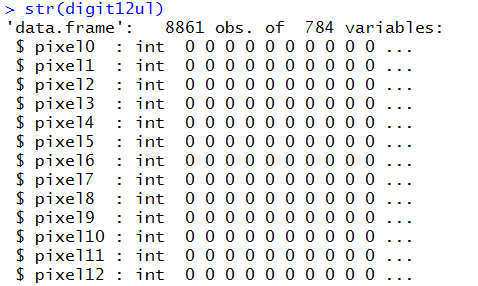 > str(digit12ul)
'data.frame':   8861 obs. of  784 variables:
 $ pixel0  : int  0 0 0 0 0 0 0 0 0 0 ...
 $ pixel1  : int  0 0 0 0 0 0 0 0 0 0 ...
 $ pixel2  : int  0 0 0 0 0 0 0 0 0 0 ...
 $ pixel3  : int  0 0 0 0 0 0 0 0 0 0 ...
 $ pixel4  : int  0 0 0 0 0 0 0 0 0 0 ...
 $ pixel5  : int  0 0 0 0 0 0 0 0 0 0 ...
 $ pixel6  : int  0 0 0 0 0 0 0 0 0 0 ...
 $ pixel7  : int  0 0 0 0 0 0 0 0 0 0 ...
 $ pixel8  : int  0 0 0 0 0 0 0 0 0 0 ...
 $ pixel9  : int  0 0 0 0 0 0 0 0 0 0 ...
 $ pixel10 : int  0 0 0 0 0 0 0 0 0 0 ...
 $ pixel11 : int  0 0 0 0 0 0 0 0 0 0 ...
 $ pixel12 : int  0 0 0 0 0 0 0 0 0 0 ...